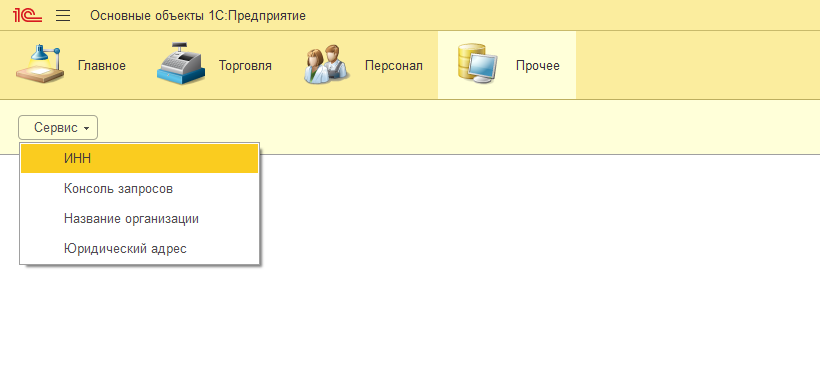 1С Основные объекты 1С:Предприятие
Главное Торговля Персонал Прочее
Сервис
ИНН
Консоль запросов
Название организации
Юридический адрес